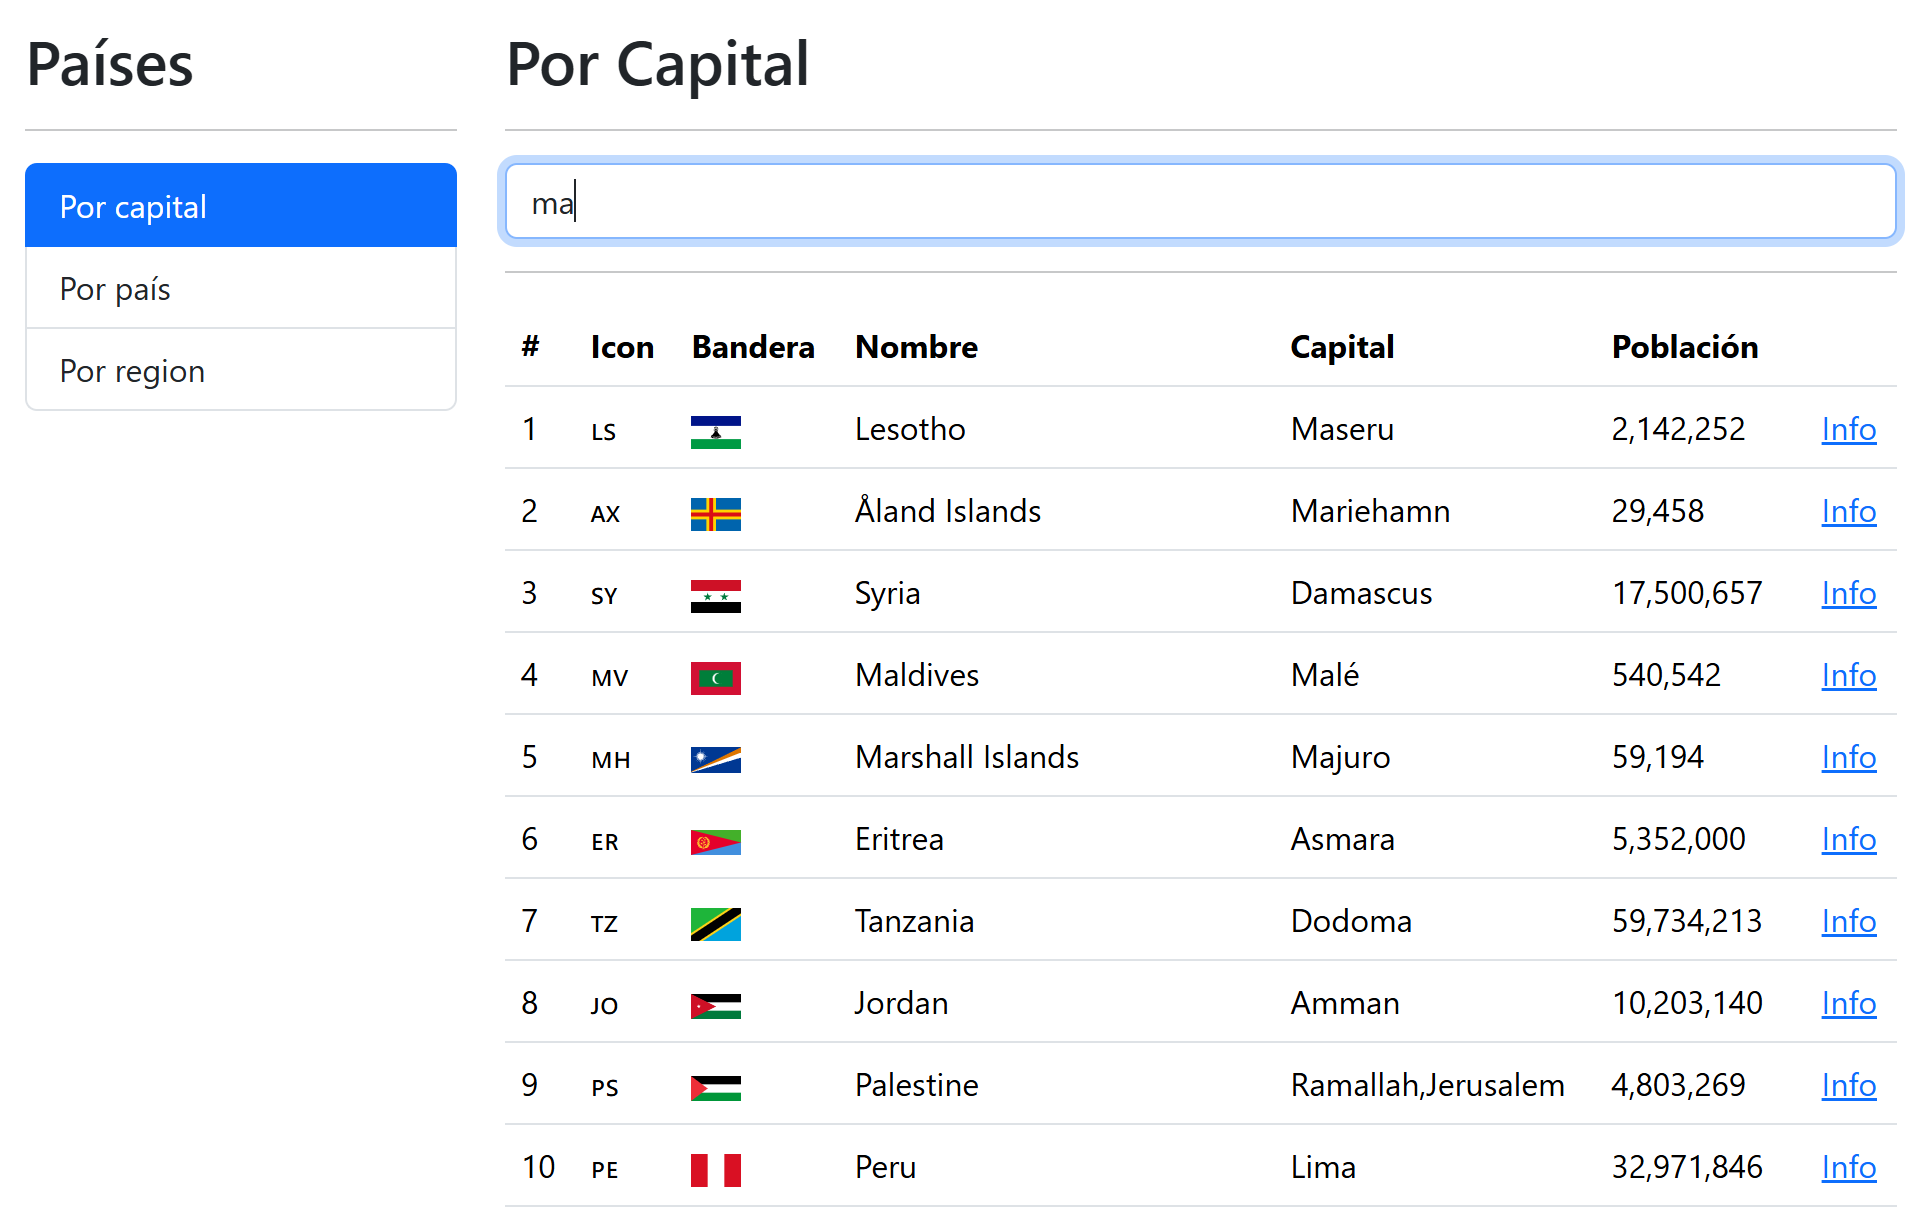 Países
Por capital
Por país
Por region
Por Capital
ma
# Icon Bandera Nombre Capital Población
1 LS Lesotho Maseru 2,142,252 Info
2 AX Åland Islands Mariehamn 29,458 Info
3 SY Syria Damascus 17,500,657 Info
4 MV Maldives Malé 540,542 Info
5 MH Marshall Islands Majuro 59,194 Info
6 ER Eritrea Asmara 5,352,000 Info
7 TZ Tanzania Dodoma 59,734,213 Info
8 JO Jordan Amman 10,203,140 Info
9 PS Palestine Ramallah,Jerusalem 4,803,269 Info
10 PE Peru Lima 32,971,846 Info